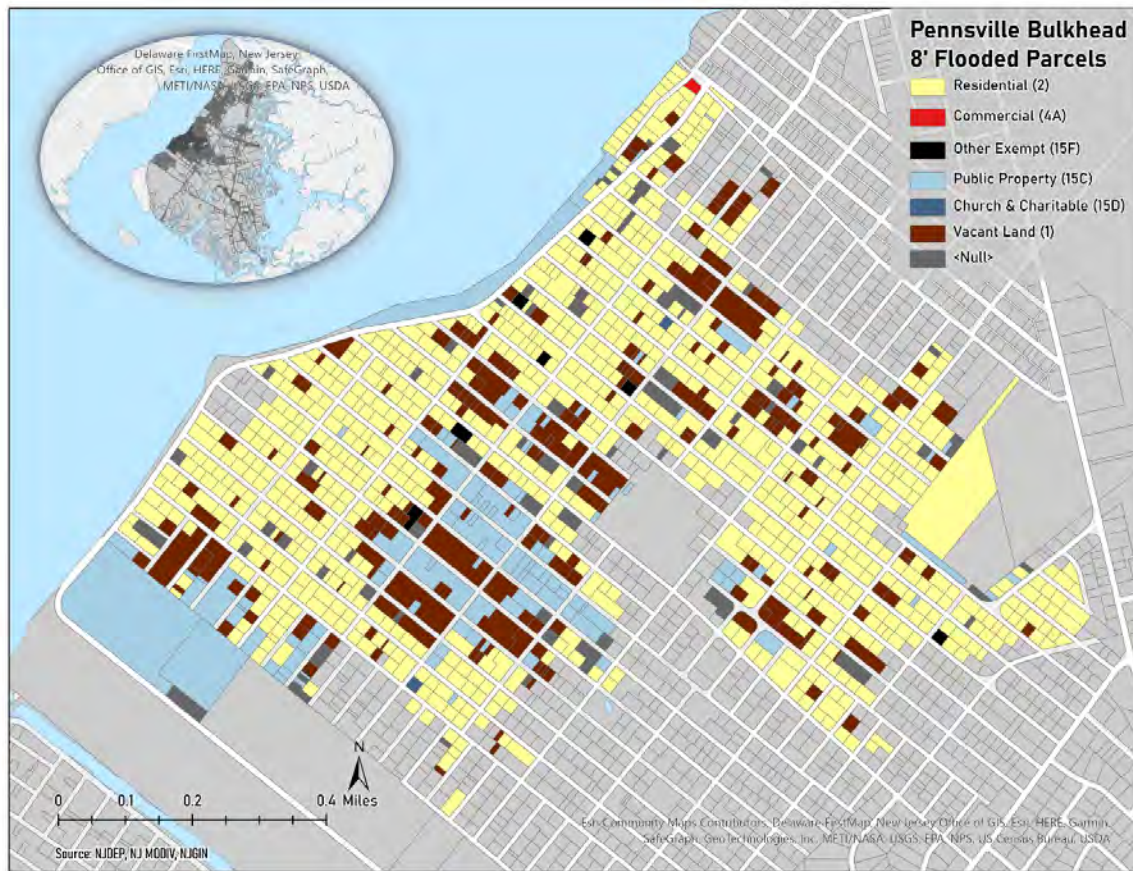 Delaware FirstMap, New Jersey
Office of GIS, Esri, HERE, Garmin, SafeGraph,
METI/NASA, USGS, EPA, NPS, USDA
Pennsville Bulkhead
8' Flooded Parcels
Residential (2)
Commercial (4A)
Other Exempt (15F)
Public Property (15C)
Church & Charitable (15D)
Vacant Land (1)
<Null>
N
0 0.1 0.2 0.4 Miles
Source: NJDEP, NJ MODIV, NJGIN
Esri Community Maps Contributors, Delaware FirstMap, New Jersey Office of GIS, Esri, HERE, Garmin,
SafeGraph, GeoTechnologies, Inc, METI/NASA, USGS, EPA, NPS, US Census Bureau, USDA